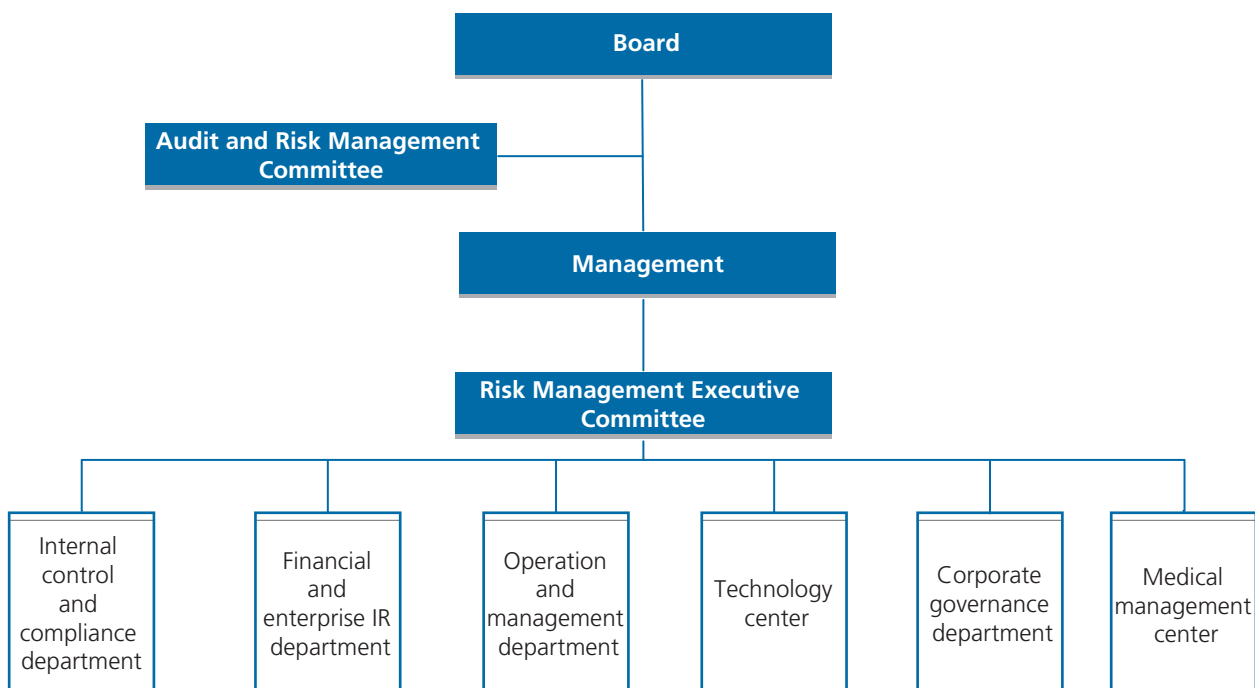 Board
Audit and Risk Management
Committee
Management
Risk Management Executive
Committee
Internal
control
and
compliance
department
Financial
and
enterprise IR
department
Operation
and
management
department
Technology
center
Corporate
governance
department
Medical
management
center